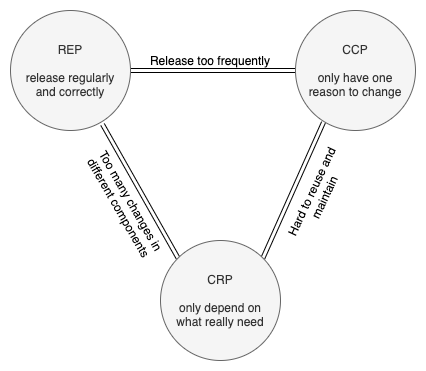 REP
release regularly
and correctly
Release too frequently
CCP
only have one
reason to change
Too many changes in
different components
Hard to reuse and
maintain
CRP
only depend on
what really need